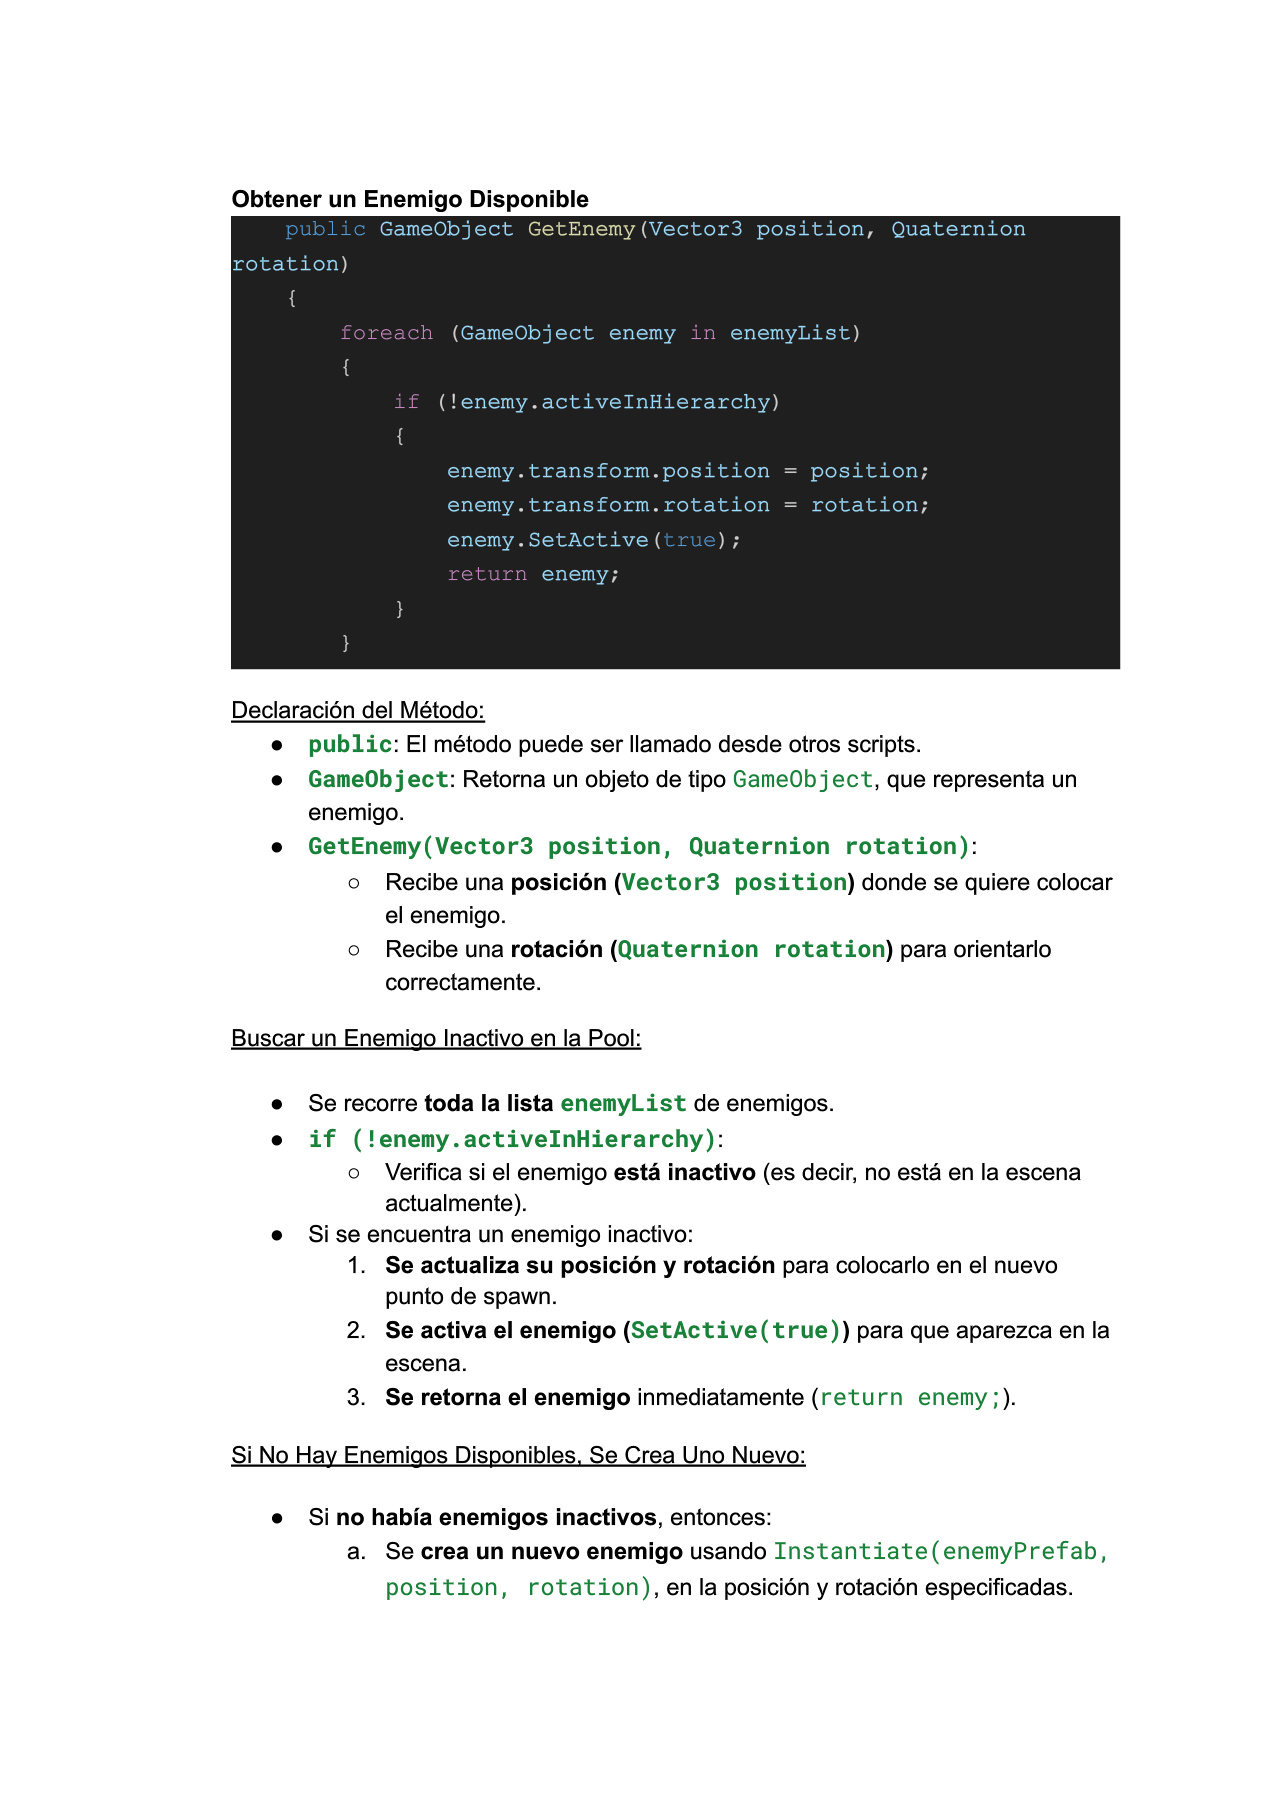 Obtener un Enemigo Disponible
public GameObject GetEnemy(Vector3 position, Quaternion
rotation)
{
foreach (GameObject enemy in enemyList)
{
if (!enemy.activeInHierarchy)
{
enemy.transform.position = position;
enemy.transform.rotation = rotation;
enemy.SetActive(true);
return enemy;
}
}
Declaración del Método:
● public: El método puede ser llamado desde otros scripts.
● GameObject: Retorna un objeto de tipo GameObject, que representa un
enemigo.
● GetEnemy(Vector3 position, Quaternion rotation):
○ Recibe una posición (Vector3 position) donde se quiere colocar
el enemigo.
○ Recibe una rotación (Quaternion rotation) para orientarlo
correctamente.
Buscar un Enemigo Inactivo en la Pool:
● Se recorre toda la lista enemyList de enemigos.
● if (!enemy.activeInHierarchy):
○ Verifica si el enemigo está inactivo (es decir, no está en la escena
actualmente).
● Si se encuentra un enemigo inactivo:
1. Se actualiza su posición y rotación para colocarlo en el nuevo
punto de spawn.
2. Se activa el enemigo (SetActive(true)) para que aparezca en la
escena.
3. Se retorna el enemigo inmediatamente (return enemy;).
Si No Hay Enemigos Disponibles, Se Crea Uno Nuevo:
● Si no había enemigos inactivos, entonces:
a. Se crea un nuevo enemigo usando Instantiate(enemyPrefab,
position, rotation), en la posición y rotación especificadas.